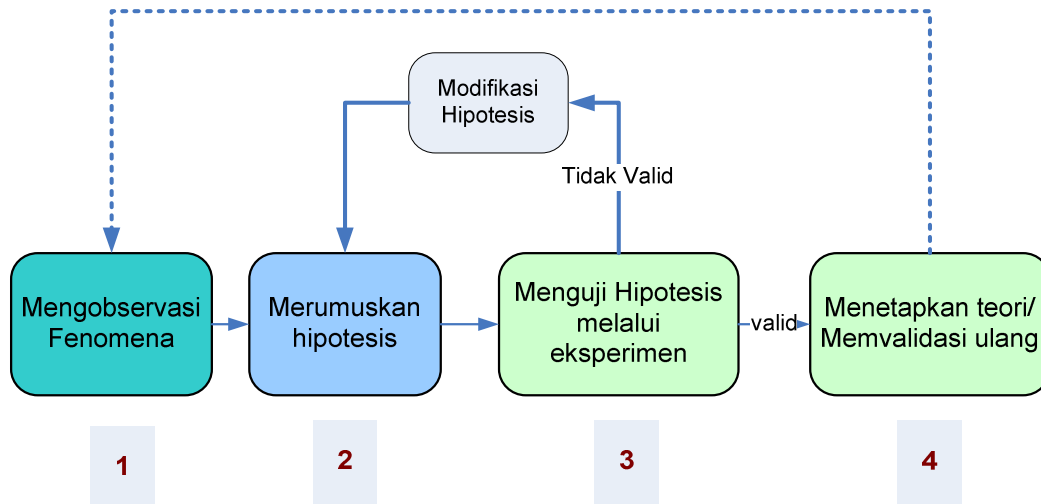 Modifikasi
Hipotesis
Tidak Valid
Mengobservasi
Fenomena
Merumuskan
hipotesis
Menguji Hipotesis
melalui
eksperimen
valid
Menetapkan teori/
Memvalidasi ulang
1
2
3
4